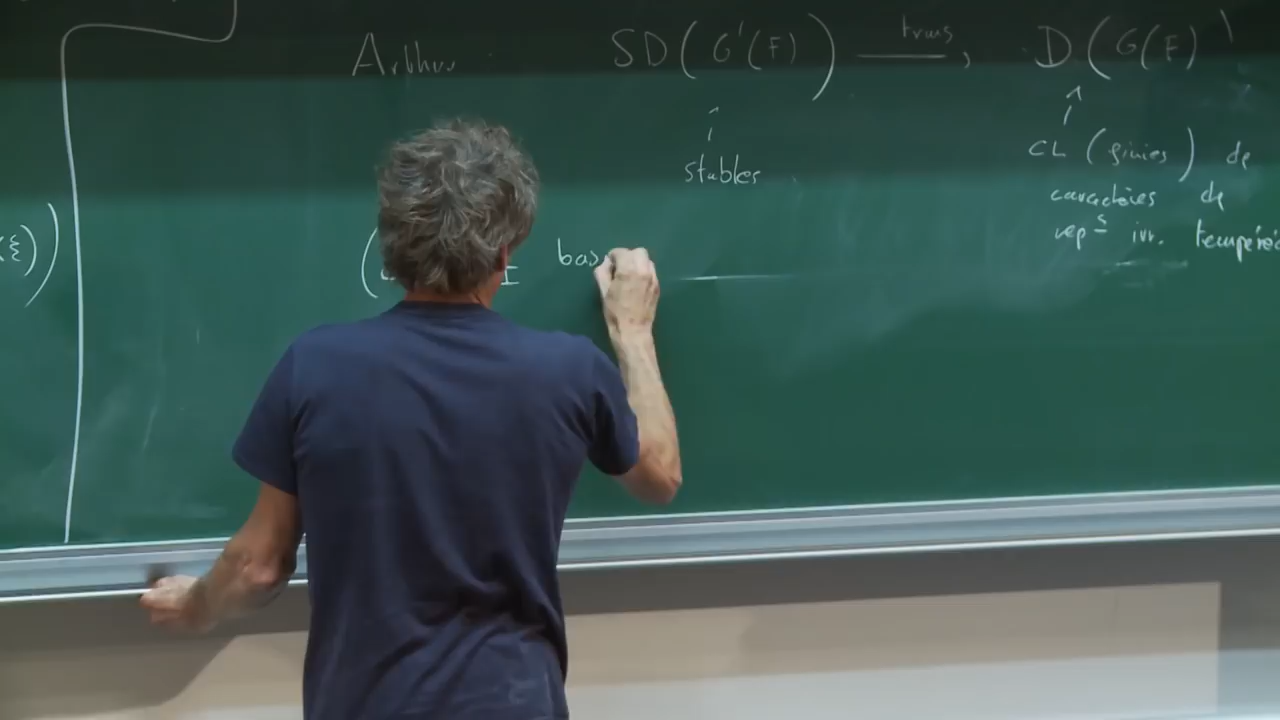 Arthur SD(G'(F)) trans D(G(F)
stables
CL (finies) de
caractères de
rep^s irr. tempérées
ξ))
( I bas